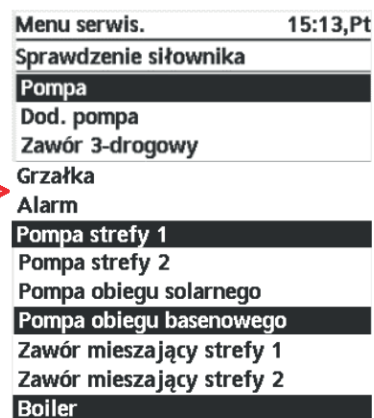 Menu serwis. 15:13,Pt
Sprawdzenie siłownika
Pompa
Dod. pompa
Zawór 3-drogowy
Grzałka
Alarm
Pompa strefy 1
Pompa strefy 2
Pompa obiegu solarnego
Pompa obiegu basenowego
Zawór mieszający strefy 1
Zawór mieszający strefy 2
Boiler